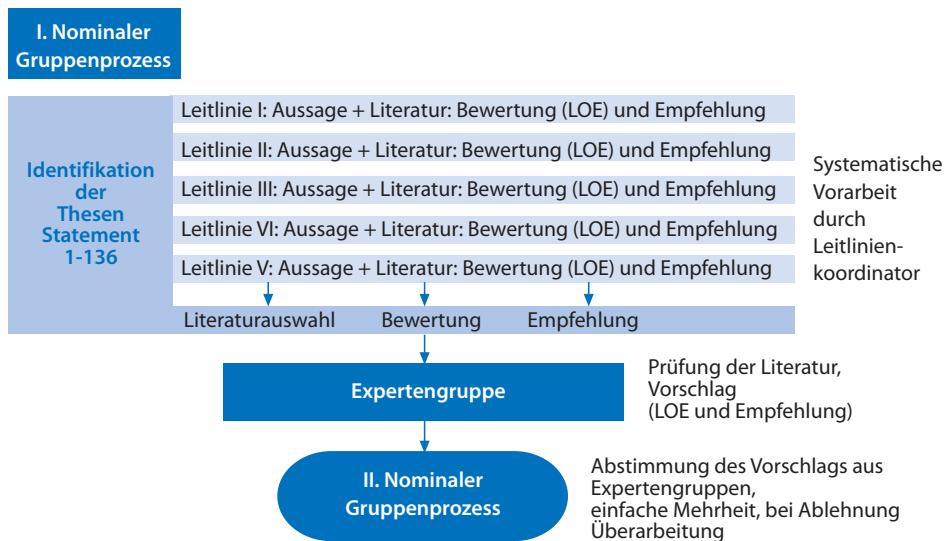 I. Nominaler
Gruppenprozess
Identifikation
der
Thesen
Statement
1-136
Leitlinie I: Aussage + Literatur: Bewertung (LOE) und Empfehlung
Leitlinie II: Aussage + Literatur: Bewertung (LOE) und Empfehlung
Leitlinie III: Aussage + Literatur: Bewertung (LOE) und Empfehlung
Leitlinie VI: Aussage + Literatur: Bewertung (LOE) und Empfehlung
Leitlinie V: Aussage + Literatur: Bewertung (LOE) und Empfehlung
Systematische
Vorarbeit
durch
Leitlinien-
koordinator
Literaturauswahl Bewertung Empfehlung
Expertengruppe
Prüfung der Literatur,
Vorschlag
(LOE und Empfehlung)
II. Nominaler
Gruppenprozess
Abstimmung des Vorschlags aus
Expertengruppen,
einfache Mehrheit, bei Ablehnung
Überarbeitung